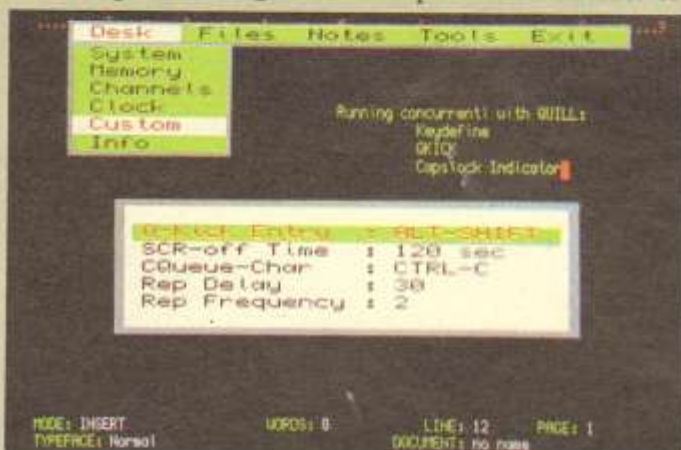 Desk Files Notes Tools Exit
System
Memory
Channels
Clock
Custom
Info
Running concurrentl with QUILL:
Keydefine
QKICK
Capslock Indicator
Q-Kick Entry : ALT-SHIFT
SCR-off Time : 120 sec
CQueue-Char : CTRL-C
Rep Delay : 30
Rep Frequency : 2
MODE: INSERT WORDS: 0 LINE: 12 PAGE: 1
TYPEFACE: Normal DOCUMENT: no name